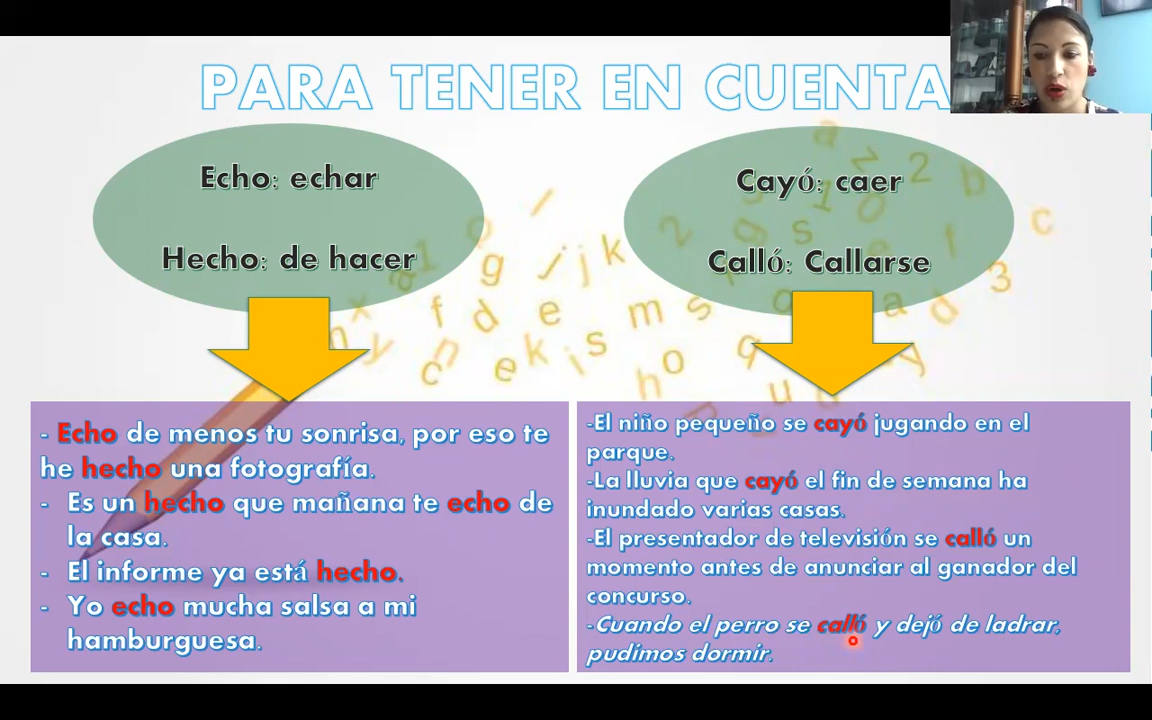 PARA TENER EN CUENTA
Echo: echar
Hecho: de hacer
Cayó: caer
Calló: Callarse
- Echo de menos tu sonrisa, por eso te
he hecho una fotografía.
- Es un hecho que mañana te echo de
la casa.
- El informe ya está hecho.
- Yo echo mucha salsa a mi
hamburguesa.
-El niño pequeño se cayó jugando en el
parque.
-La lluvia que cayó el fin de semana ha
inundado varias casas.
-El presentador de televisión se calló un
momento antes de anunciar al ganador del
concurso.
-Cuando el perro se calló y dejó de ladrar,
pudimos dormir.